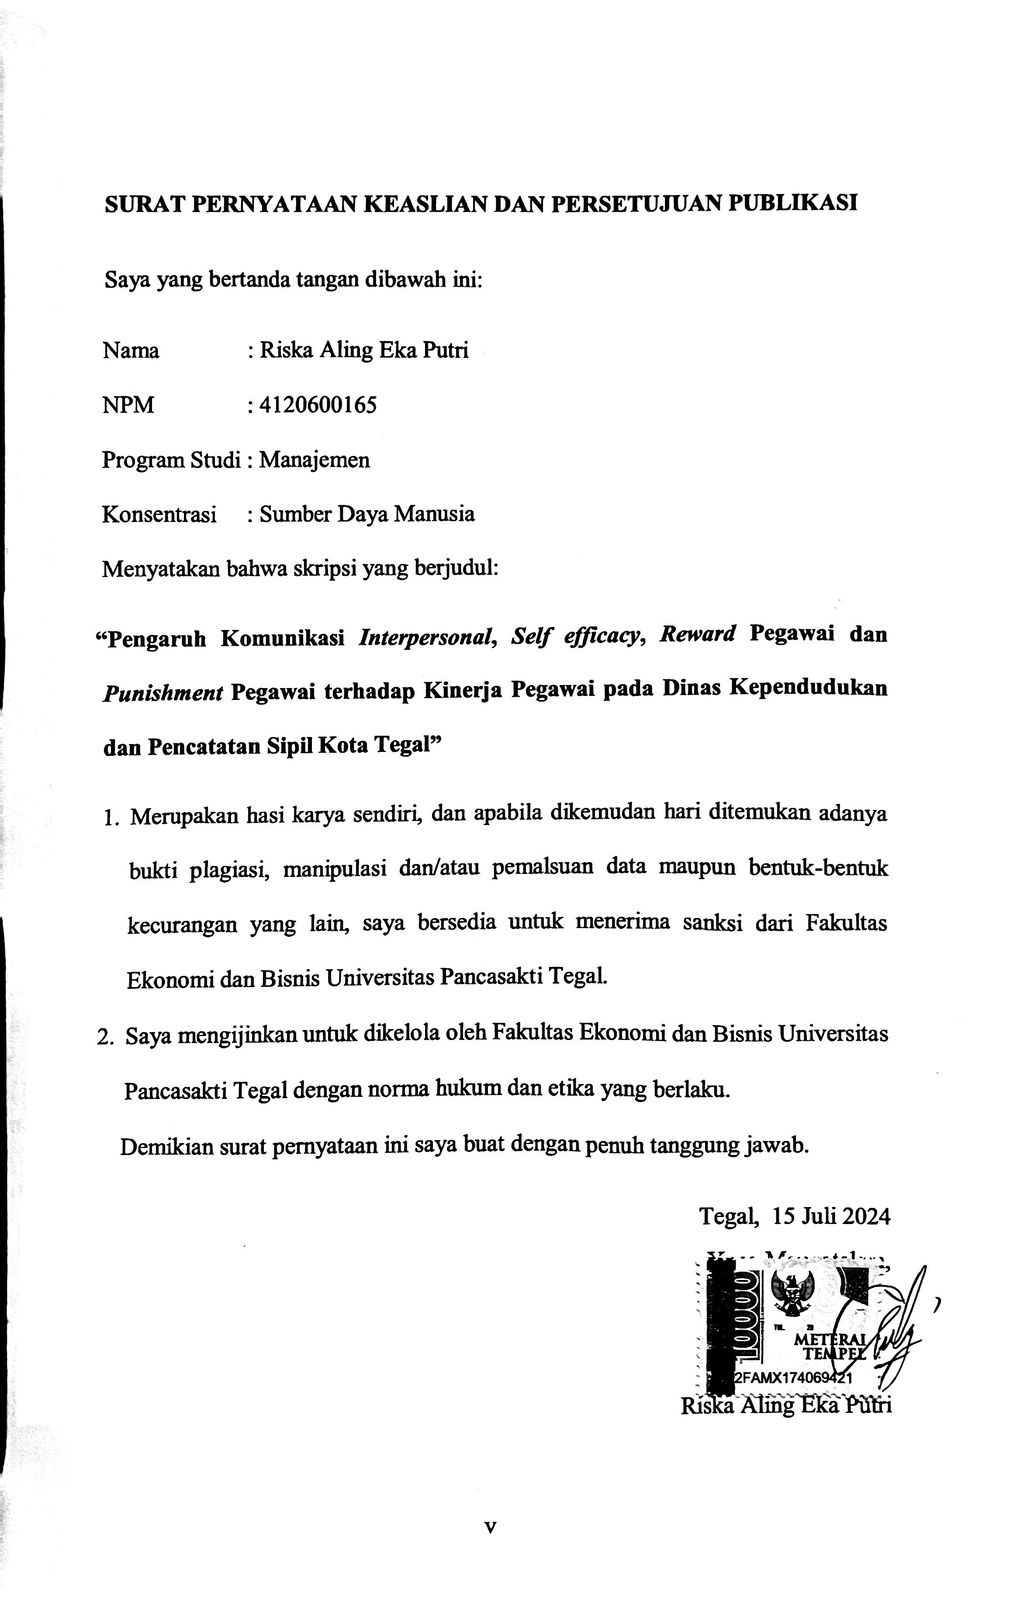 SURAT PERNYATAAN KEASLIAN DAN PERSETUJUAN PUBLIKASI
Saya yang bertanda tangan dibawah ini:
Nama : Riska Aling Eka Putri
NPM : 4120600165
Program Studi : Manajemen
Konsentrasi : Sumber Daya Manusia
Menyatakan bahwa skripsi yang berjudul:
“Pengaruh Komunikasi Interpersonal, Self efficacy, Reward Pegawai dan
Punishment Pegawai terhadap Kinerja Pegawai pada Dinas Kependudukan
dan Pencatatan Sipil Kota Tegal”
1. Merupakan hasi karya sendiri, dan apabila dikemudan hari ditemukan adanya
bukti plagiasi, manipulasi dan/atau pemalsuan data maupun bentuk-bentuk
kecurangan yang lain, saya bersedia untuk menerima sanksi dari Fakultas
Ekonomi dan Bisnis Universitas Pancasakti Tegal.
2. Saya mengijinkan untuk dikelola oleh Fakultas Ekonomi dan Bisnis Universitas
Pancasakti Tegal dengan norma hukum dan etika yang berlaku.
Demikian surat pernyataan ini saya buat dengan penuh tanggung jawab.
Tegal, 15 Juli 2024
10000
METERAI
TEMPEL
2FAMX174069421
Riska Aling Eka Putri
v